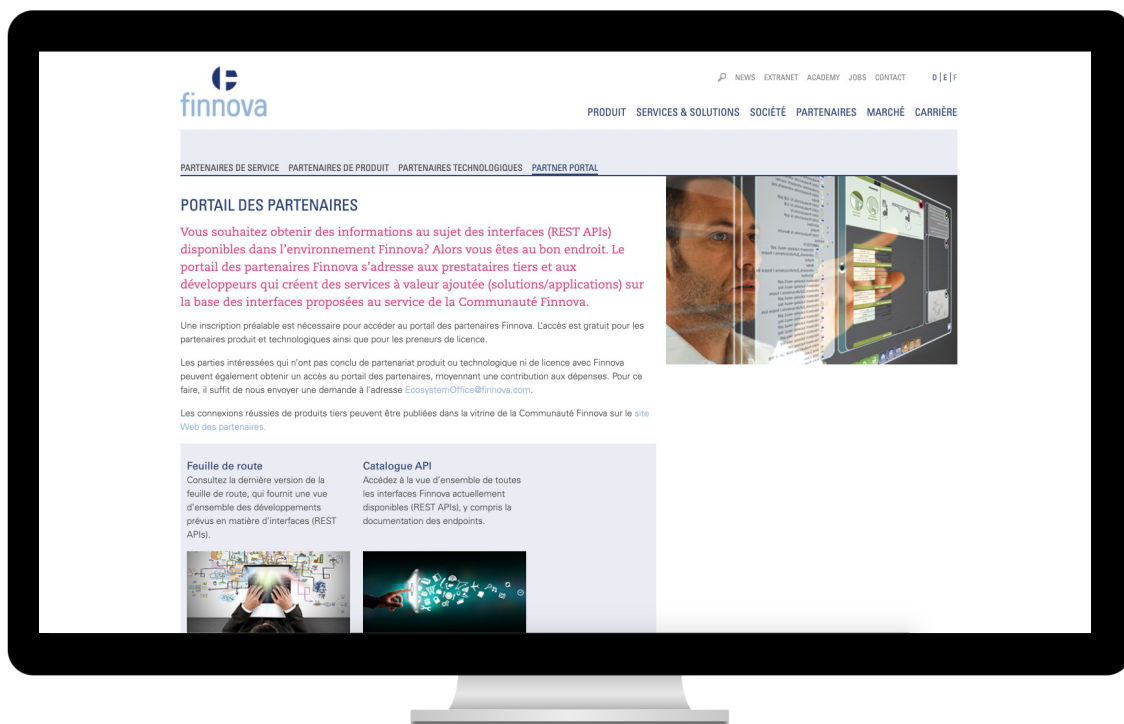 finnova
NEWS EXTRANET ACADEMY JOBS CONTACT D|E|F
PRODUIT SERVICES & SOLUTIONS SOCIÉTÉ PARTENAIRES MARCHÉ CARRIÈRE
PARTENAIRES DE SERVICE PARTENAIRES DE PRODUIT PARTENAIRES TECHNOLOGIQUES PARTNER PORTAL
PORTAIL DES PARTENAIRES
Vous souhaitez obtenir des informations au sujet des interfaces (REST APIs)
disponibles dans l'environnement Finnova? Alors vous êtes au bon endroit. Le
portail des partenaires Finnova s'adresse aux prestataires tiers et aux
développeurs qui créent des services à valeur ajoutée (solutions/applications) sur
la base des interfaces proposées au service de la Communauté Finnova.
Une inscription préalable est nécessaire pour accéder au portail des partenaires Finnova. L'accès est gratuit pour les
partenaires produit et technologiques ainsi que pour les preneurs de licence.
Les parties intéressées qui n'ont pas conclu de partenariat produit ou technologique ni de licence avec Finnova
peuvent également obtenir un accès au portail des partenaires, moyennant une contribution aux dépenses. Pour ce
faire, il suffit de nous envoyer une demande à l'adresse EcosystemOffice@finnova.com.
Les connexions réussies de produits tiers peuvent être publiées dans la vitrine de la Communauté Finnova sur le site
Web des partenaires.
Feuille de route
Consultez la dernière version de la
feuille de route, qui fournit une vue
d'ensemble des développements
prévus en matière d'interfaces (REST
APIs).
Catalogue API
Accédez à la vue d'ensemble de toutes
les interfaces Finnova actuellement
disponibles (REST APIs), y compris la
documentation des endpoints.